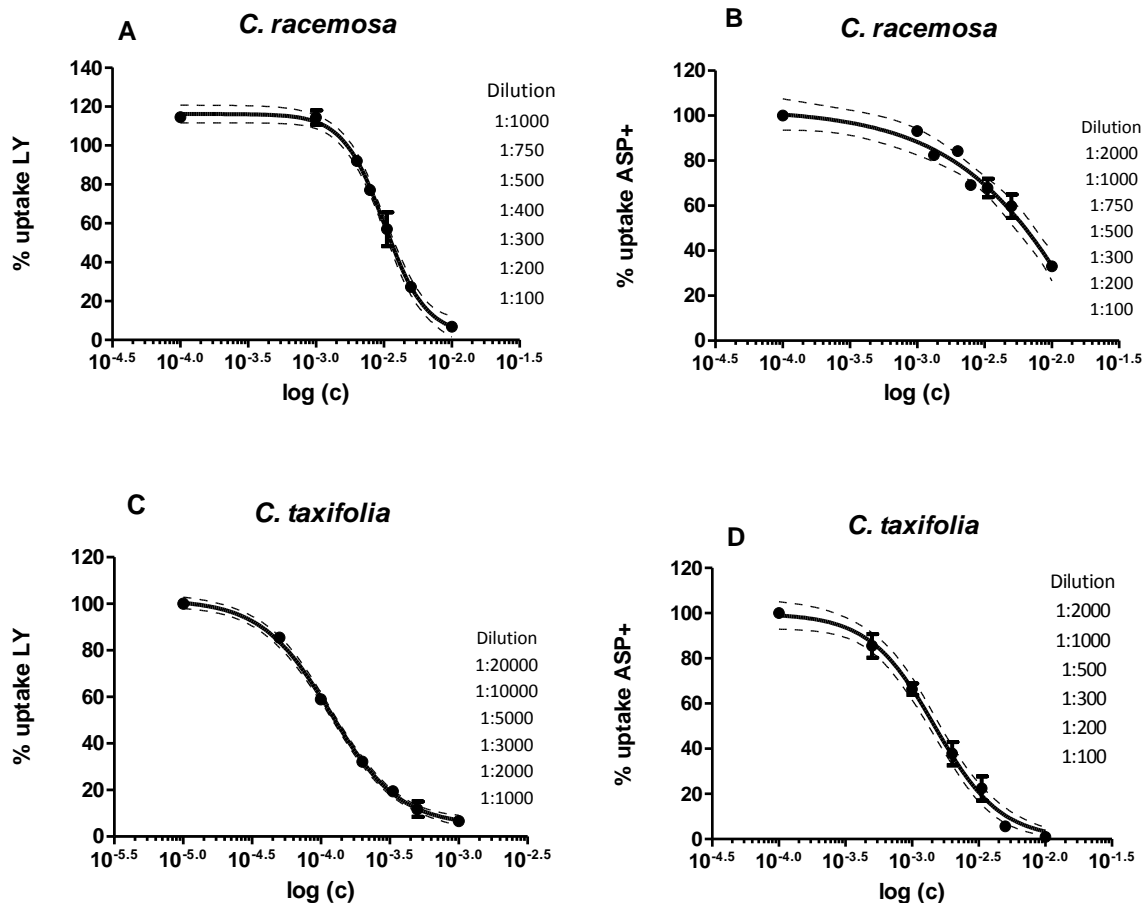 A
C. racemosa
% uptake LY
140
120
100
80
60
40
20
0
10-4.5 10-4.0 10-3.5 10-3.0 10-2.5 10-2.0 10-1.5
log (c)
Dilution
1:1000
1:750
1:500
1:400
1:300
1:200
1:100
B
C. racemosa
% uptake ASP+
120
100
80
60
40
20
0
10-4.5 10-4.0 10-3.5 10-3.0 10-2.5 10-2.0 10-1.5
log (c)
Dilution
1:2000
1:1000
1:750
1:500
1:300
1:200
1:100
C
C. taxifolia
% uptake LY
120
100
80
60
40
20
0
10-5.5 10-5.0 10-4.5 10-4.0 10-3.5 10-3.0 10-2.5
log (c)
Dilution
1:20000
1:10000
1:5000
1:3000
1:2000
1:1000
D
C. taxifolia
% uptake ASP+
120
100
80
60
40
20
0
10-4.5 10-4.0 10-3.5 10-3.0 10-2.5 10-2.0 10-1.5
log (c)
Dilution
1:2000
1:1000
1:500
1:300
1:200
1:100